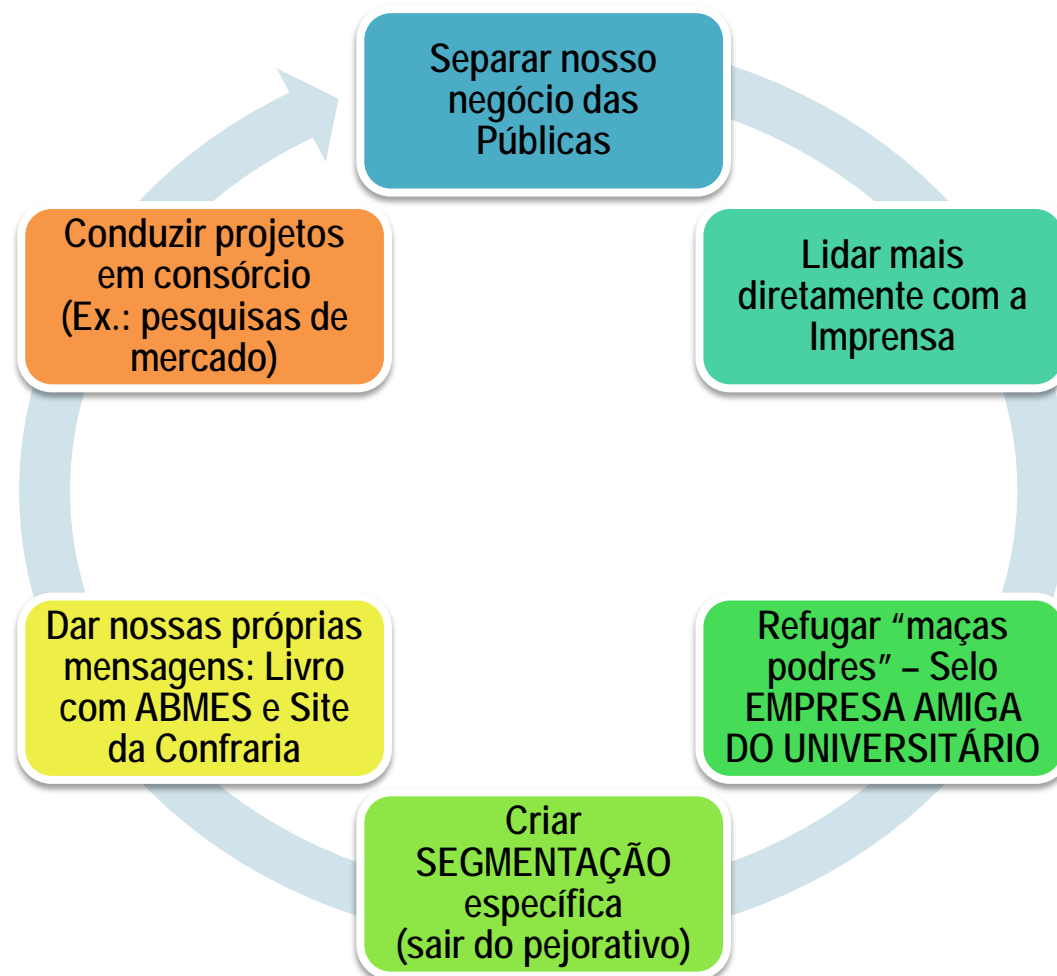 Separar nosso
negócio das
Públicas
Lidar mais
diretamente com a
Imprensa
Refugar “maças
podres” – Selo
EMPRESA AMIGA
DO UNIVERSITÁRIO
Criar
SEGMENTAÇÃO
específica
(sair do pejorativo)
Dar nossas próprias
mensagens: Livro
com ABMES e Site
da Confraria
Conduzir projetos
em consórcio
(Ex.: pesquisas de
mercado)